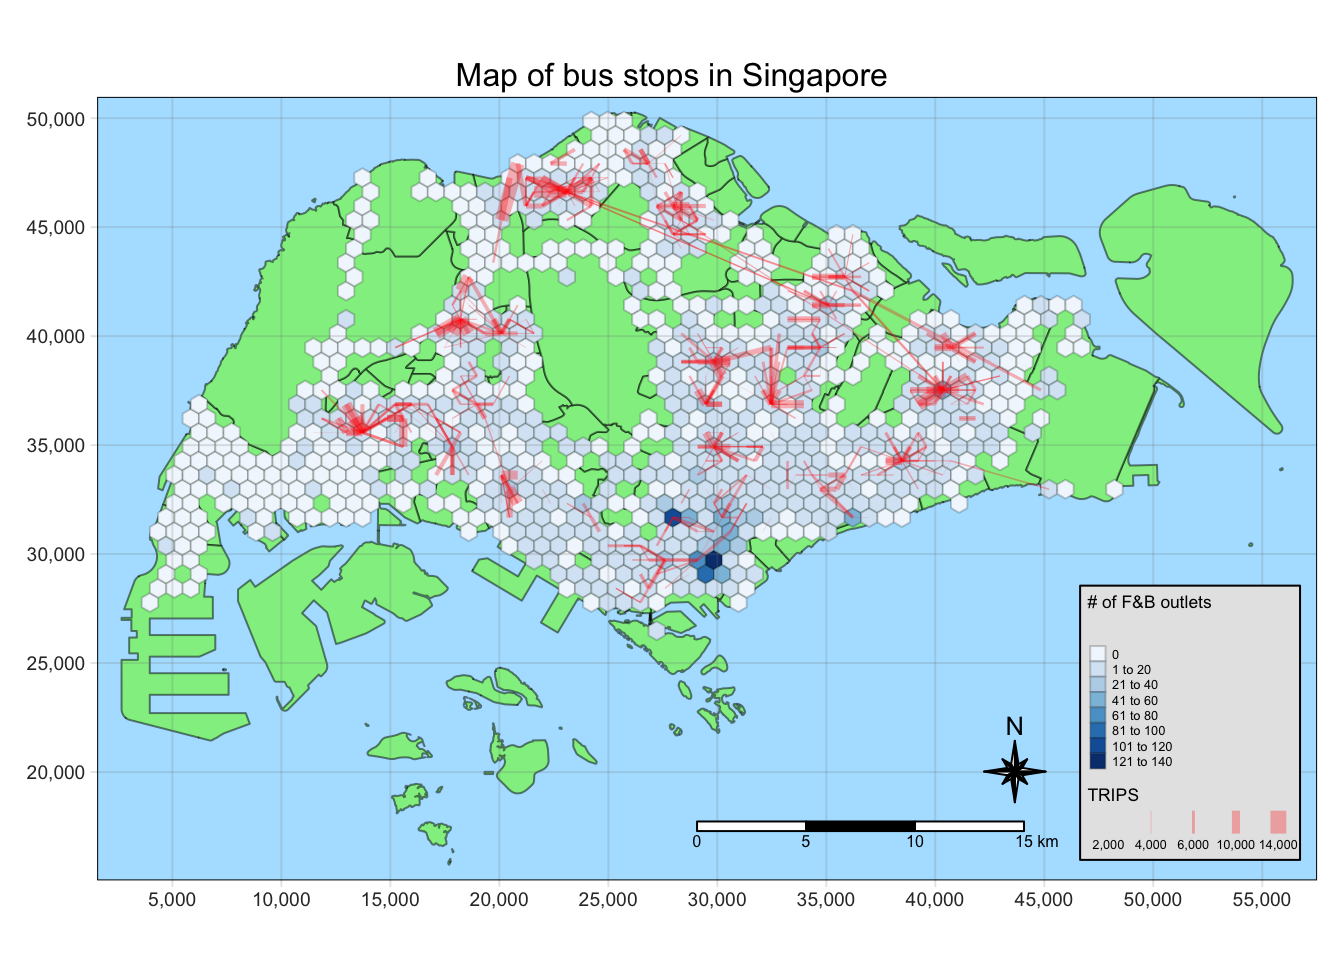 Map of bus stops in Singapore
50,000
45,000
40,000
35,000
30,000
25,000
20,000
# of F&B outlets
0
1 to 20
21 to 40
41 to 60
61 to 80
81 to 100
101 to 120
121 to 140
TRIPS
2,000 4,000 6,000 10,000 14,000
N
0 5 10 15 km
5,000 10,000 15,000 20,000 25,000 30,000 35,000 40,000 45,000 50,000 55,000